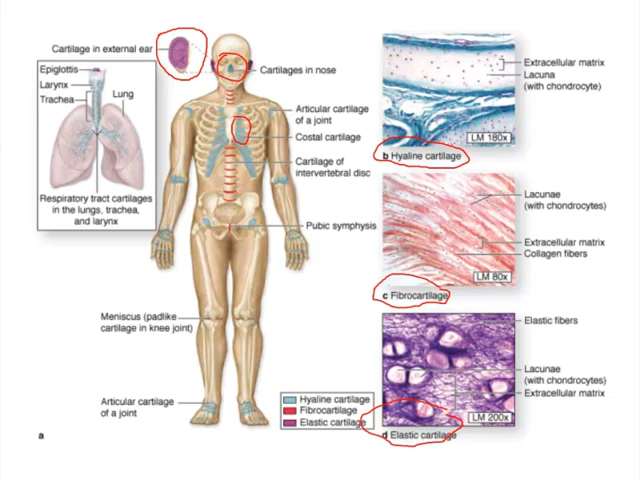 Cartilage in external ear
Epiglottis
Larynx
Trachea
Lung
Respiratory tract cartilages
in the lungs, trachea,
and larynx
Cartilages in nose
Articular cartilage
of a joint
Costal cartilage
Cartilage of
intervertebral disc
Pubic symphysis
Meniscus (padlike
cartilage in knee joint)
Articular cartilage
of a joint
Hyaline cartilage
Fibrocartilage
Elastic cartilage
a
Extracellular matrix
Lacuna
(with chondrocyte)
LM 180x
b Hyaline cartilage
Lacunae
(with chondrocytes)
Extracellular matrix
Collagen fibers
LM 80x
c Fibrocartilage
Elastic fibers
Lacunae
(with chondrocytes)
Extracellular matrix
LM 200x
d Elastic cartilage